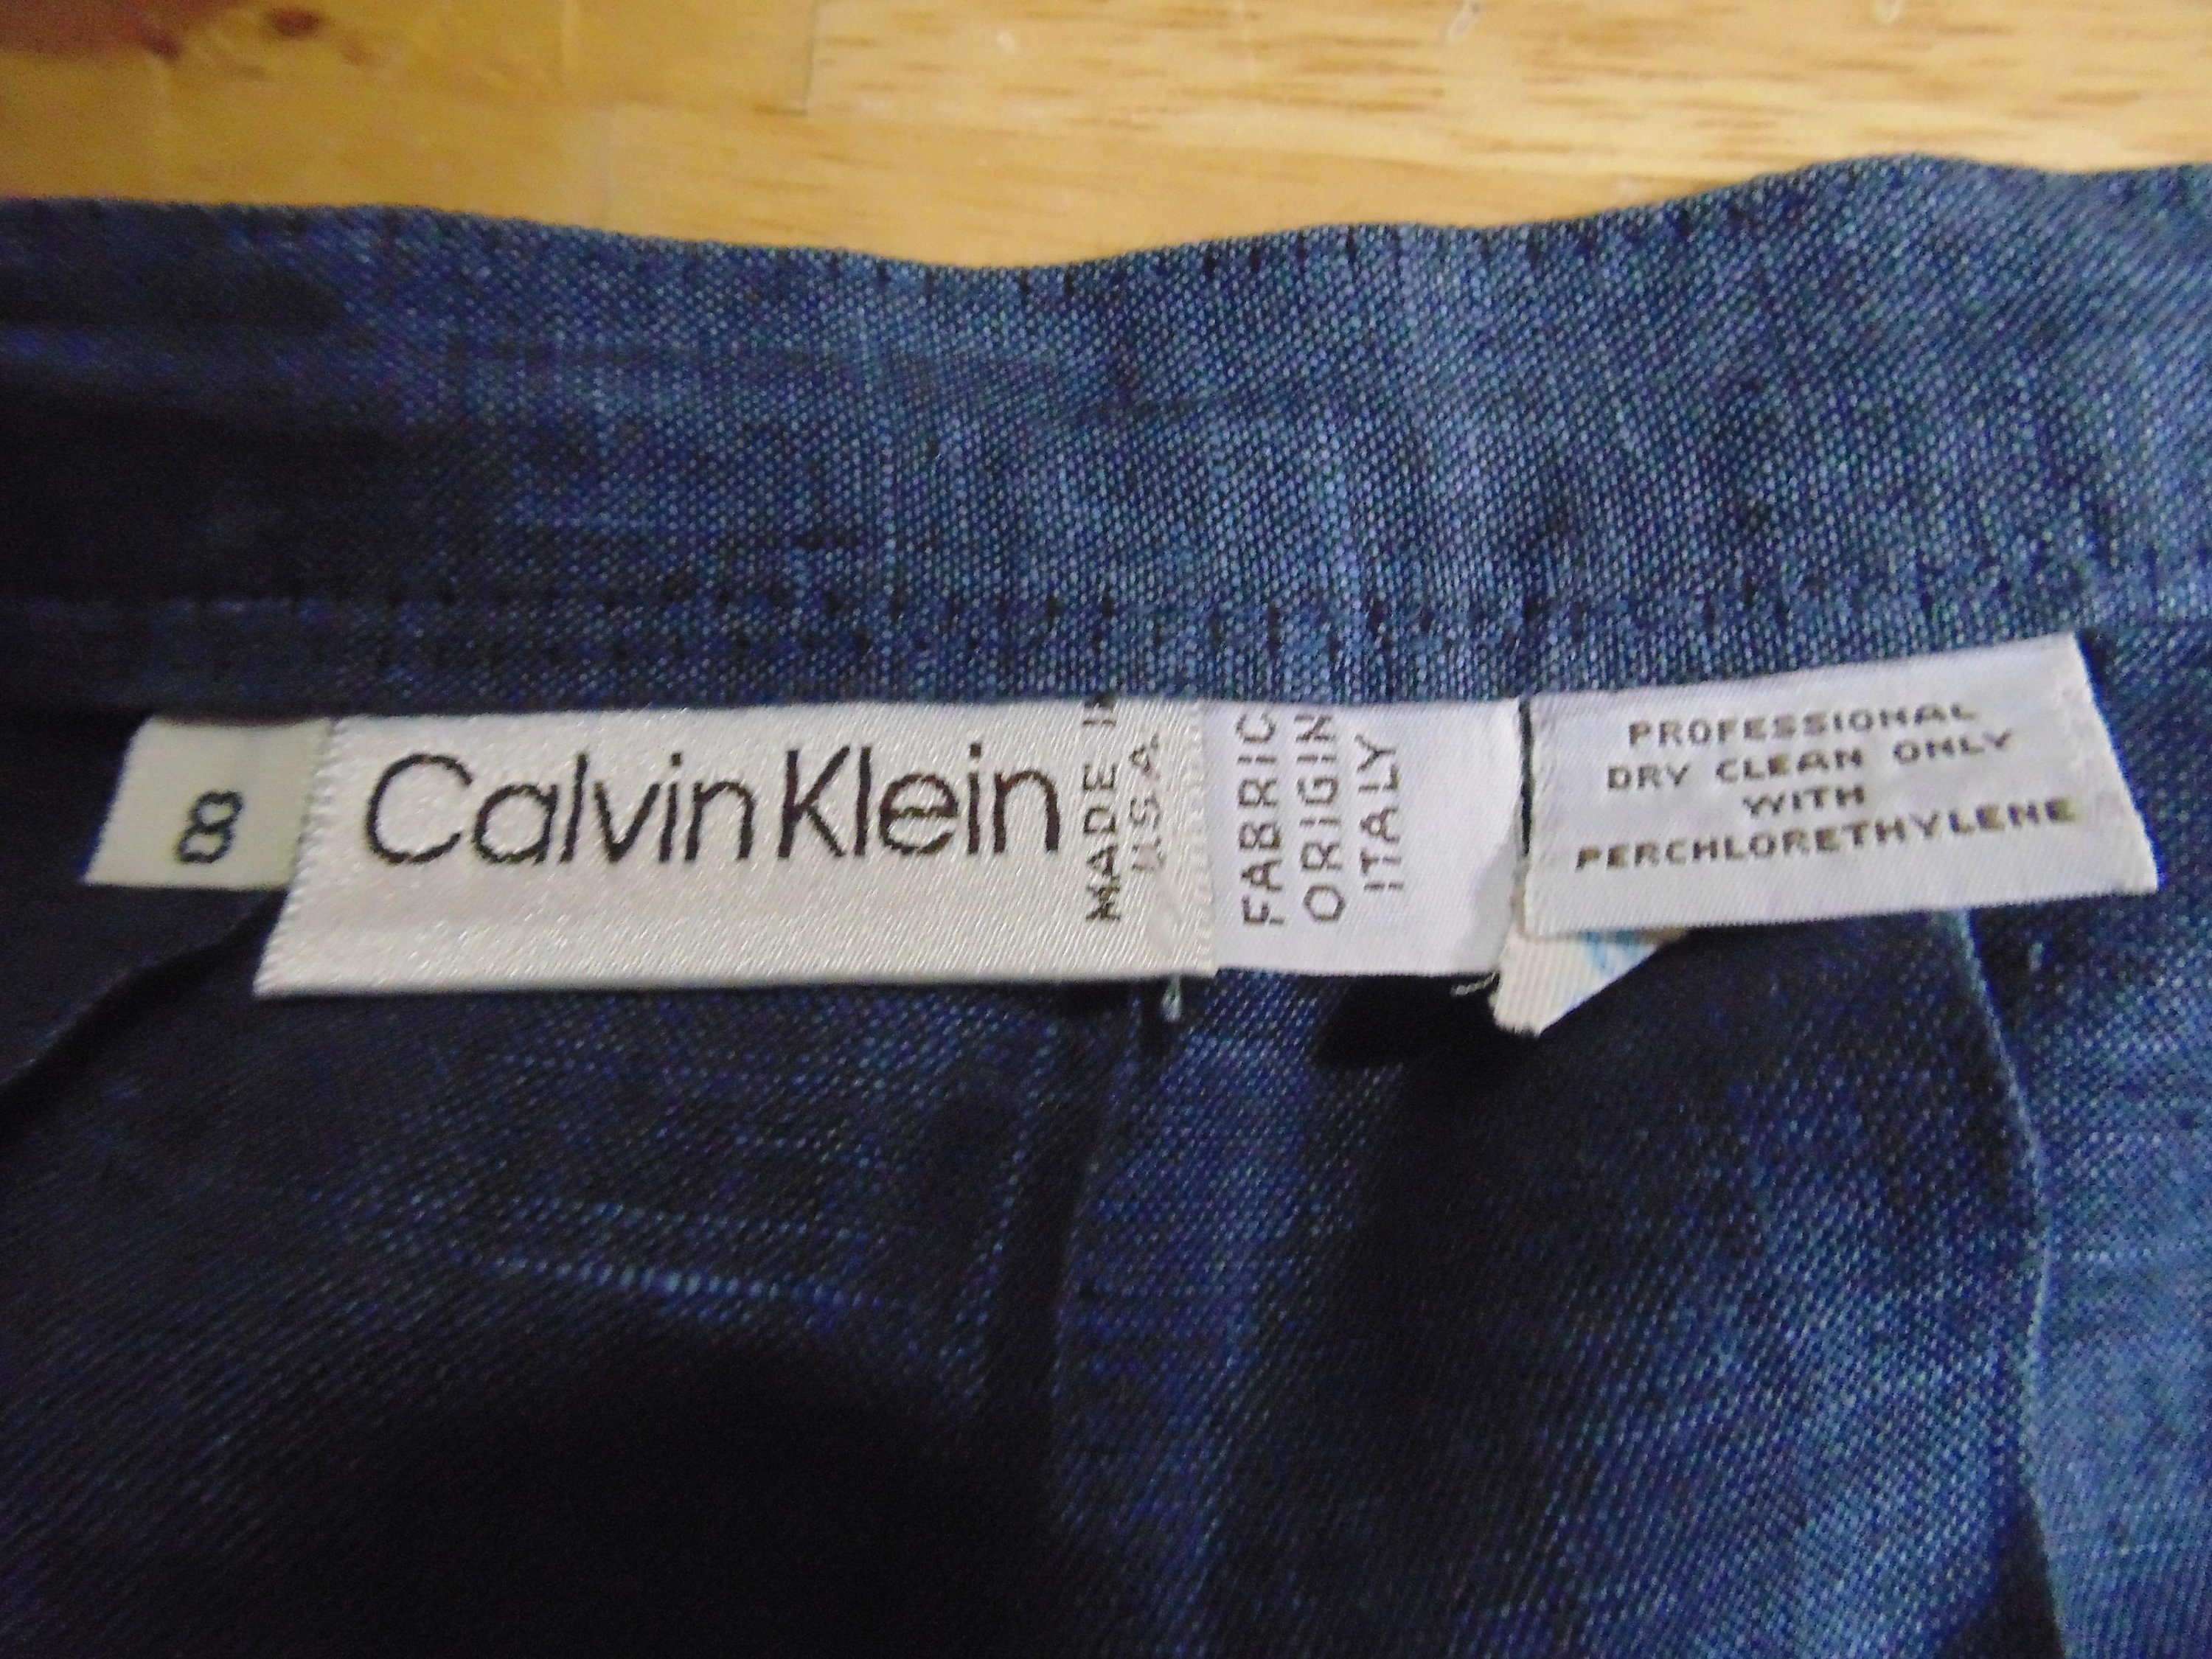 8
Calvin Klein
MADE IN
U.S.A.
FABRIC
ORIGIN
ITALY
PROFESSIONAL
DRY CLEAN ONLY
WITH
PERCHLORETHYLENE